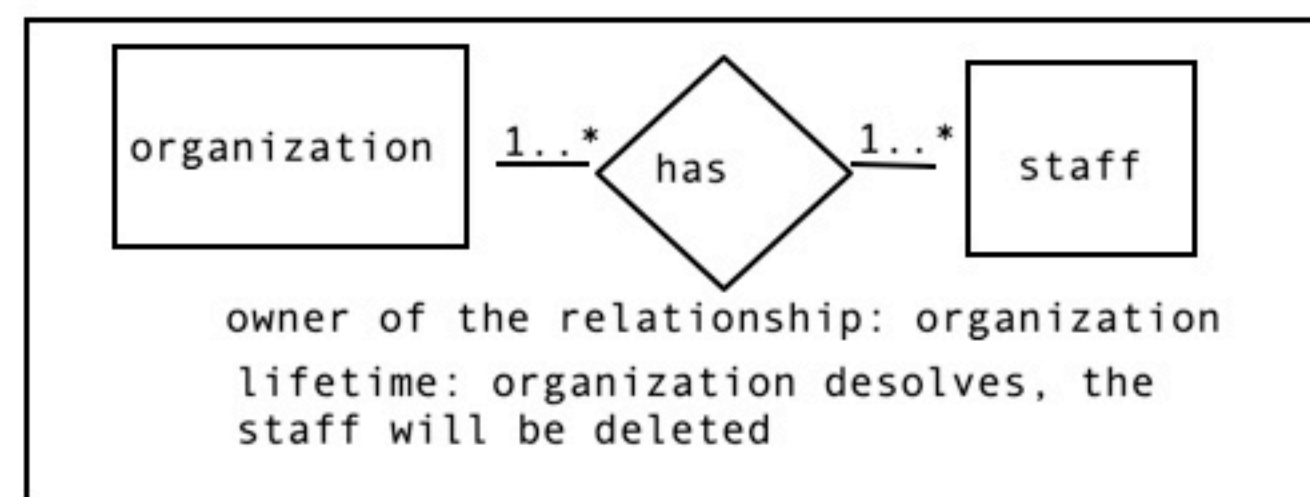 organization
1..*
has
1..*
staff
owner of the relationship: organization
lifetime: organization desolves, the
staff will be deleted